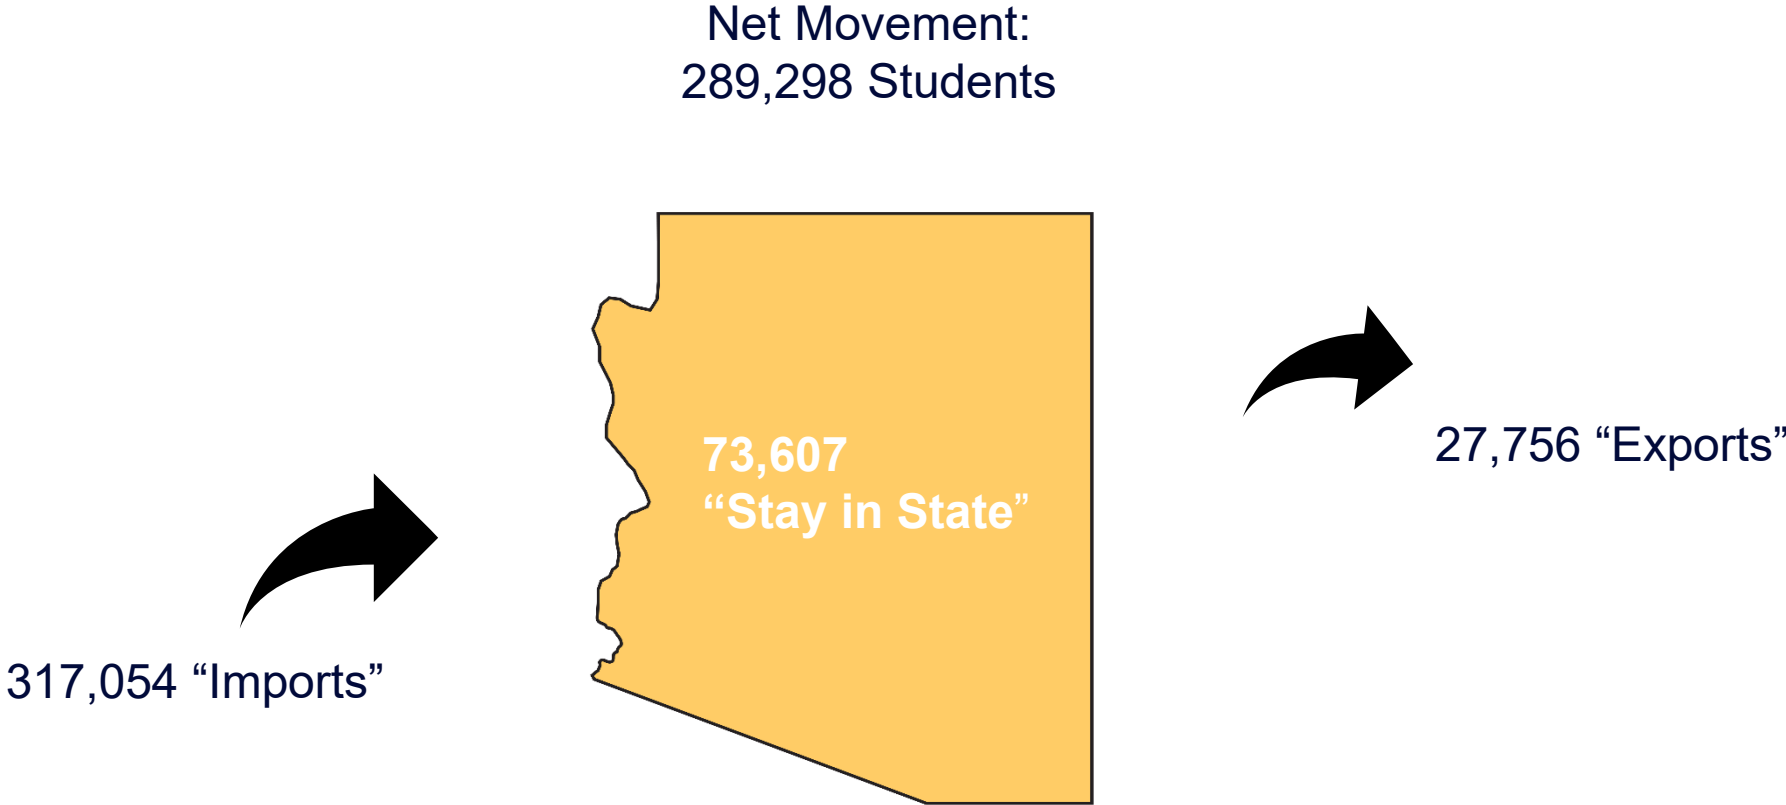 Net Movement:
289,298 Students
73,607
“Stay in State”
27,756 “Exports”
317,054 “Imports”